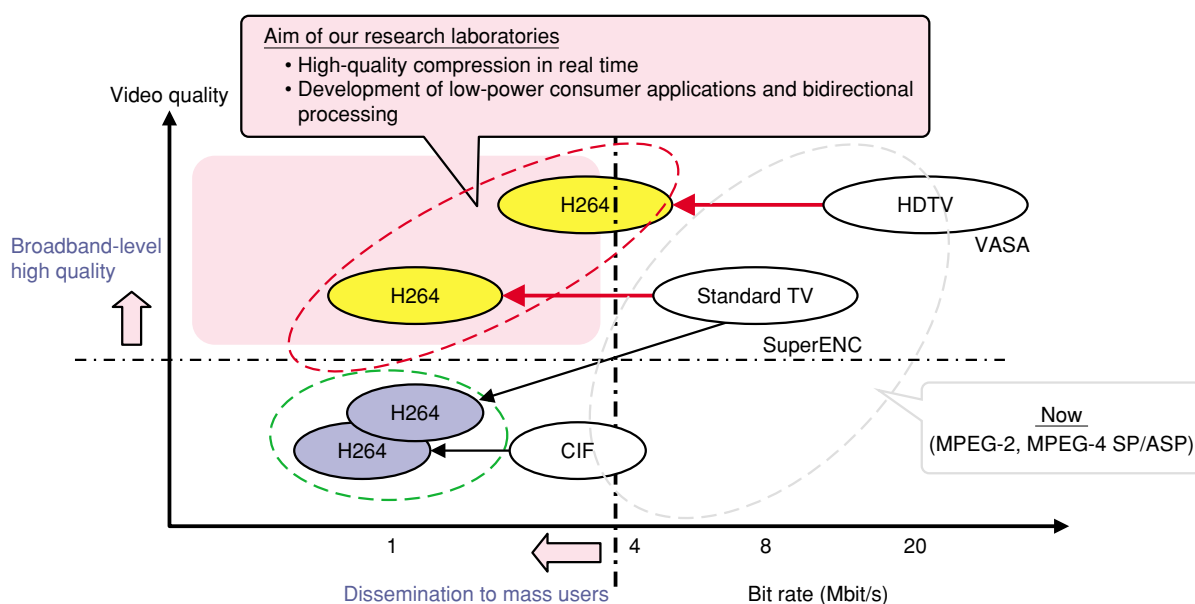 Aim of our research laboratories
• High-quality compression in real time
• Development of low-power consumer applications and bidirectional
processing
Video quality
H264
HDTV
VASA
Broadband-level
high quality
H264
Standard TV
SuperENC
H264
H264
CIF
Now
(MPEG-2, MPEG-4 SP/ASP)
1
4
8
20
Dissemination to mass users
Bit rate (Mbit/s)